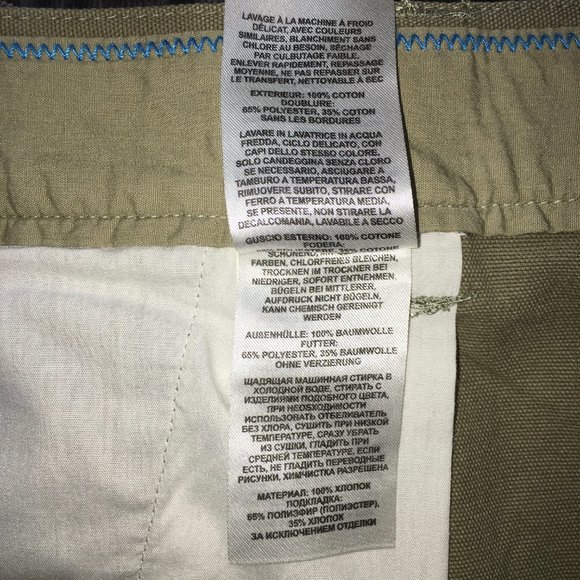 LAVAGE À LA MACHINE À FROID
DÉLICAT, AVEC COULEURS
SIMILAIRES, BLANCHIMENT SANS
CHLORE AU BESOIN, SÉCHAGE
PAR CULBUTAGE FAIBLE,
ENLEVER RAPIDEMENT, REPASSAGE
MOYENNE, NE PAS REPASSER SUR
LE TRANSFERT, NETTOYABLE À SEC
EXTERIEUR: 100% COTON
DOUBLURE:
65% POLYESTER, 35% COTON
SANS LES BORDURES
LAVARE IN LAVATRICE IN ACQUA
FREDDA, CICLO DELICATO, CON
CAPI DELLO STESSO COLORE,
SOLO CANDEGGINA SENZA CLORO
SE NECESSARIO, ASCIUGARE A
TAMBURO A TEMPERATURA BASSA,
RIMUOVERE SUBITO, STIRARE CON
FERRO A TEMPERATURA MEDIA,
SE PRESENTE, NON STIRARE LA
DECALCOMANIA, LAVABILE A SECCO
GUSCIO ESTERNO: 100% COTONE
FODERA:
35% COTONE
FARBEN, CHLORFREIES BLEICHEN,
TROCKNEN IM TROCKNER BEI
NIEDRIGER, SOFORT ENTNEHMEN,
BÜGELN BEI MITTLERER,
AUFDRUCK NICHT BÜGELN,
KANN CHEMISCH GEREINIGT
WERDEN
AUßENHÜLLE: 100% BAUMWOLLE
FUTTER:
65% POLYESTER, 35% BAUMWOLLE
OHNE VERZIERUNG
ЩАДЯЩАЯ МАШИННАЯ СТИРКА В
ХОЛОДНОЙ ВОДЕ, СТИРАТЬ С
ИЗДЕЛИЯМИ ПОДОБНОГО ЦВЕТА,
ПРИ НЕОБХОДИМОСТИ
ИСПОЛЬЗОВАТЬ ОТБЕЛИВАТЕЛЬ
БЕЗ ХЛОРА, СУШИТЬ ПРИ НИЗКОЙ
ТЕМПЕРАТУРЕ, СРАЗУ УБРАТЬ
ИЗ СУШКИ, ГЛАДИТЬ ПРИ
СРЕДНЕЙ ТЕМПЕРАТУРЕ, ЕСЛИ
ЕСТЬ, НЕ ГЛАДИТЬ ПЕРЕВОДНЫЕ
РИСУНКИ, ХИМЧИСТКА РАЗРЕШЕНА
МАТЕРИАЛ: 100% ХЛОПОК
ПОДКЛАДКА:
65% ПОЛИЭФИР (ПОЛИЭСТЕР),
35% ХЛОПОК
ЗА ИСКЛЮЧЕНИЕМ ОТДЕЛКИ